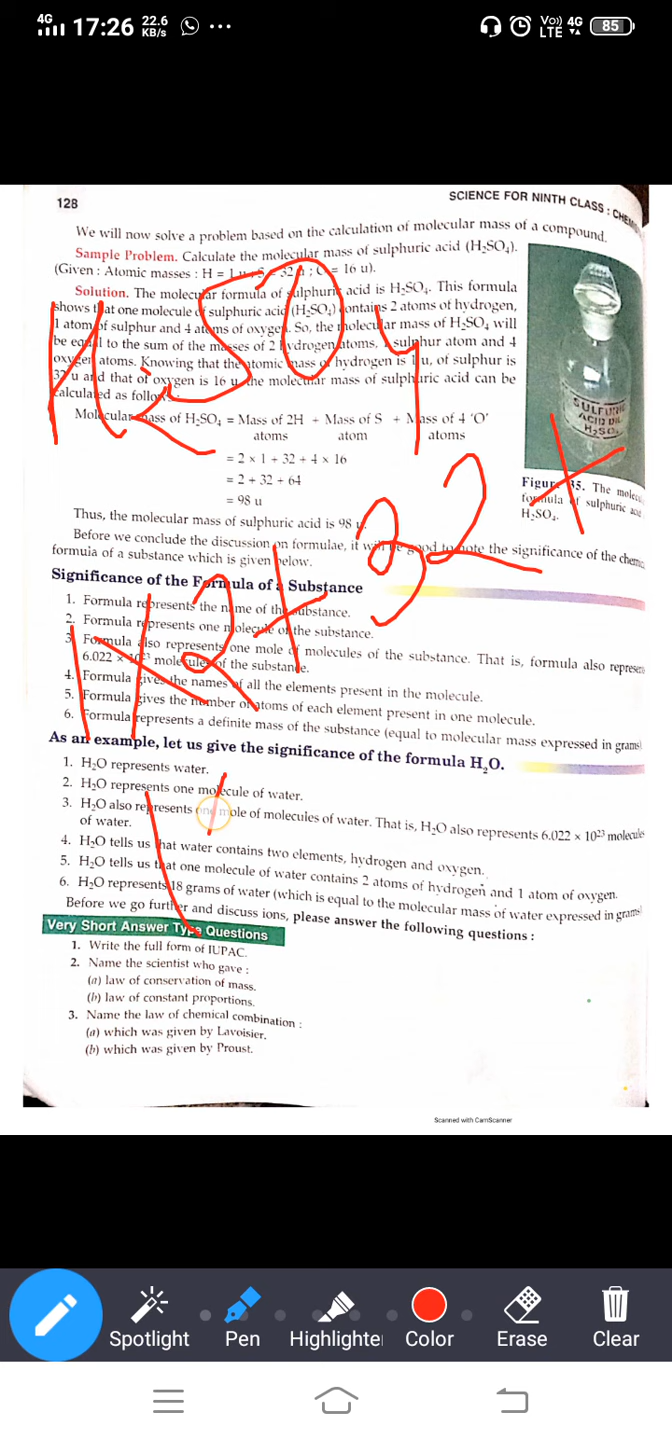 4G 17:26 22.6 KB/s ... Vo)) LTE 4G 85
128
SCIENCE FOR NINTH CLASS : CHEM
We will now solve a problem based on the calculation of molecular mass of a compound.
Sample Problem. Calculate the molecular mass of sulphuric acid (H₂SO₄).
(Given : Atomic masses : H = 1 u ; S = 32 u ; O = 16 u).
Solution. The molecular formula of sulphuric acid is H₂SO₄. This formula
shows that one molecule of sulphuric acid (H₂SO₄) contains 2 atoms of hydrogen,
1 atom of sulphur and 4 atoms of oxygen. So, the molecular mass of H₂SO₄ will
be equal to the sum of the masses of 2 hydrogen atoms, 1 sulphur atom and 4
oxygen atoms. Knowing that the atomic mass of hydrogen is 1 u, of sulphur is
32 u and that of oxygen is 16 u, the molecular mass of sulphuric acid can be
calculated as follows :
Molecular mass of H₂SO₄ = Mass of 2H + Mass of S + Mass of 4 'O'
atoms atom atoms
= 2 × 1 + 32 + 4 × 16
= 2 + 32 + 64
= 98 u
Thus, the molecular mass of sulphuric acid is 98 u.
SULFURIC
ACID DIL
H₂SO₄
Figure 35. The molecu
formula of sulphuric acid
H₂SO₄.
Before we conclude the discussion on formulae, it will be good to note the significance of the chemi
formula of a substance which is given below.
Significance of the Formula of a Substance
1. Formula represents the name of the substance.
2. Formula represents one molecule of the substance.
3. Formula also represents one mole of molecules of the substance. That is, formula also represen
6.022 × 10²³ molecules of the substance.
4. Formula gives the names of all the elements present in the molecule.
5. Formula gives the number of atoms of each element present in one molecule.
6. Formula represents a definite mass of the substance (equal to molecular mass expressed in grams)
As an example, let us give the significance of the formula H₂O.
1. H₂O represents water.
2. H₂O represents one molecule of water.
3. H₂O also represents one mole of molecules of water. That is, H₂O also represents 6.022 × 10²³ molecule
of water.
4. H₂O tells us that water contains two elements, hydrogen and oxygen.
5. H₂O tells us that one molecule of water contains 2 atoms of hydrogen and 1 atom of oxygen.
6. H₂O represents 18 grams of water (which is equal to the molecular mass of water expressed in grams)
Before we go further and discuss ions, please answer the following questions :
Very Short Answer Type Questions
1. Write the full form of IUPAC.
2. Name the scientist who gave :
(a) law of conservation of mass.
(b) law of constant proportions.
3. Name the law of chemical combination :
(a) which was given by Lavoisier.
(b) which was given by Proust.
H₂SO₄
1×2+32+
Scanned with CamScanner
Spotlight Pen Highlighte Color Erase Clear